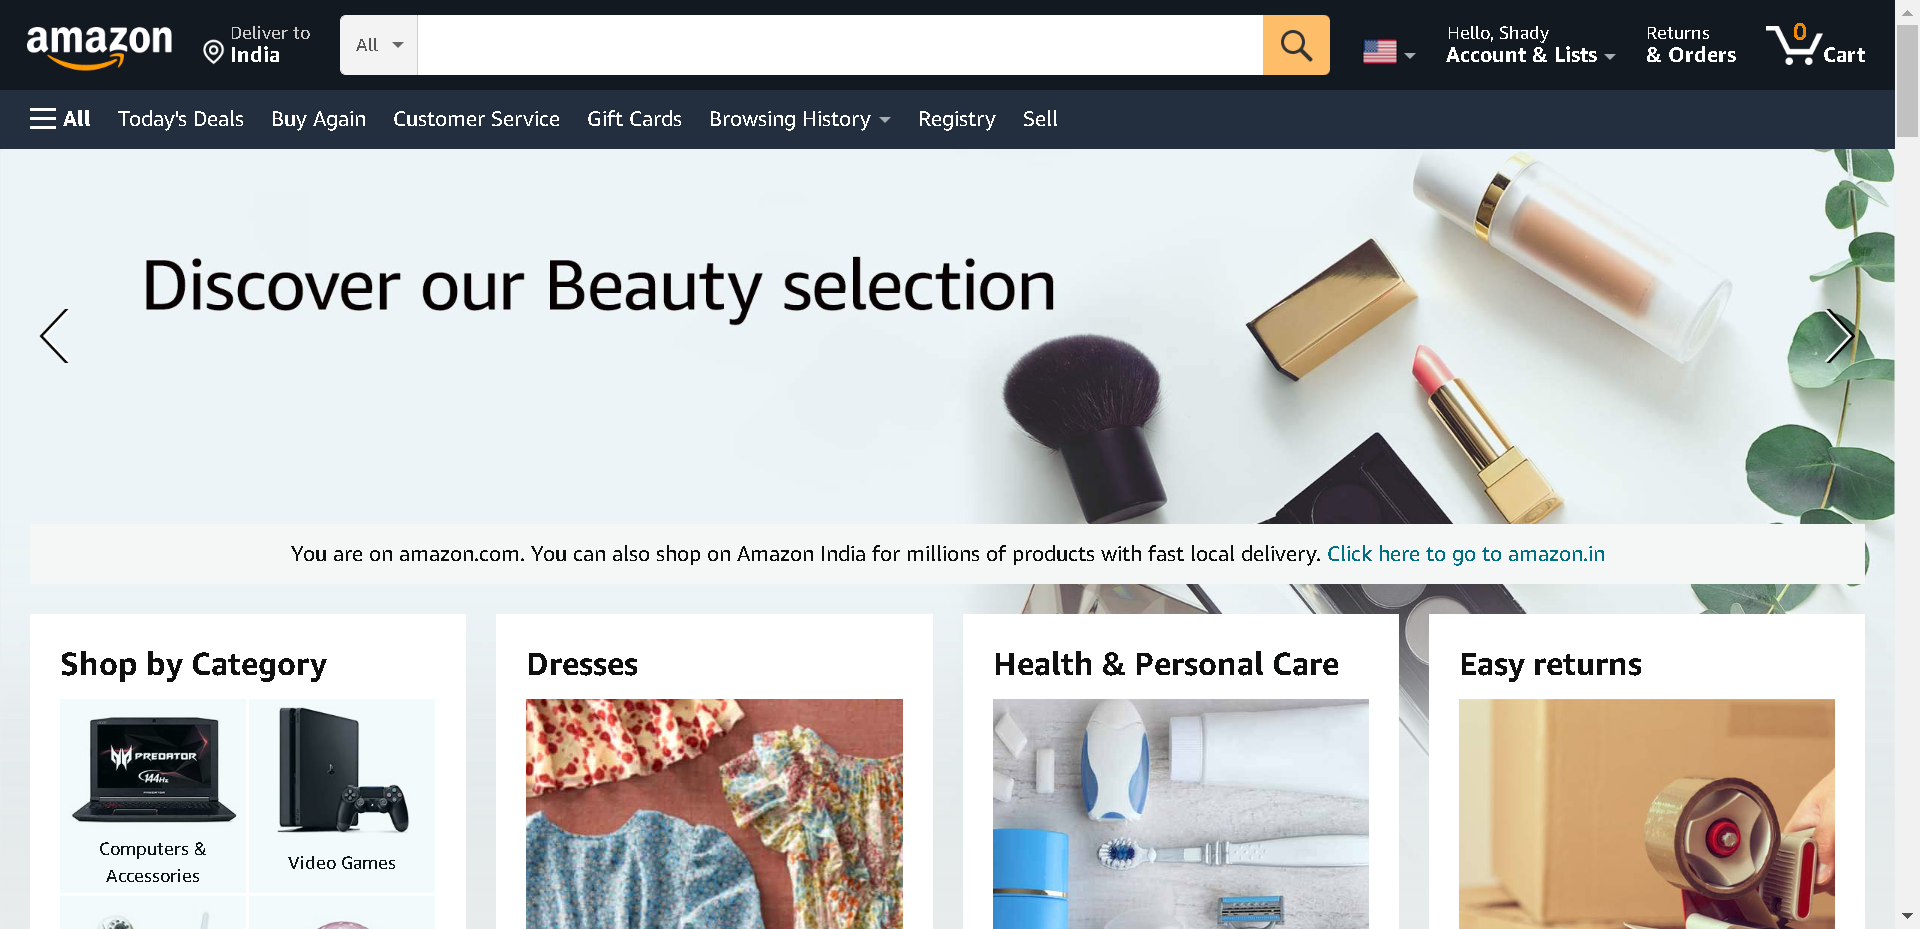 amazon
Deliver to
India
All
Hello, Shady
Account & Lists
Returns
& Orders
0
Cart
All
Today's Deals
Buy Again
Customer Service
Gift Cards
Browsing History
Registry
Sell
Discover our Beauty selection
You are on amazon.com. You can also shop on Amazon India for millions of products with fast local delivery. Click here to go to amazon.in
Shop by Category
PREDATOR
144Hz
PREDATOR
Computers &
Accessories
Video Games
Dresses
Health & Personal Care
Easy returns